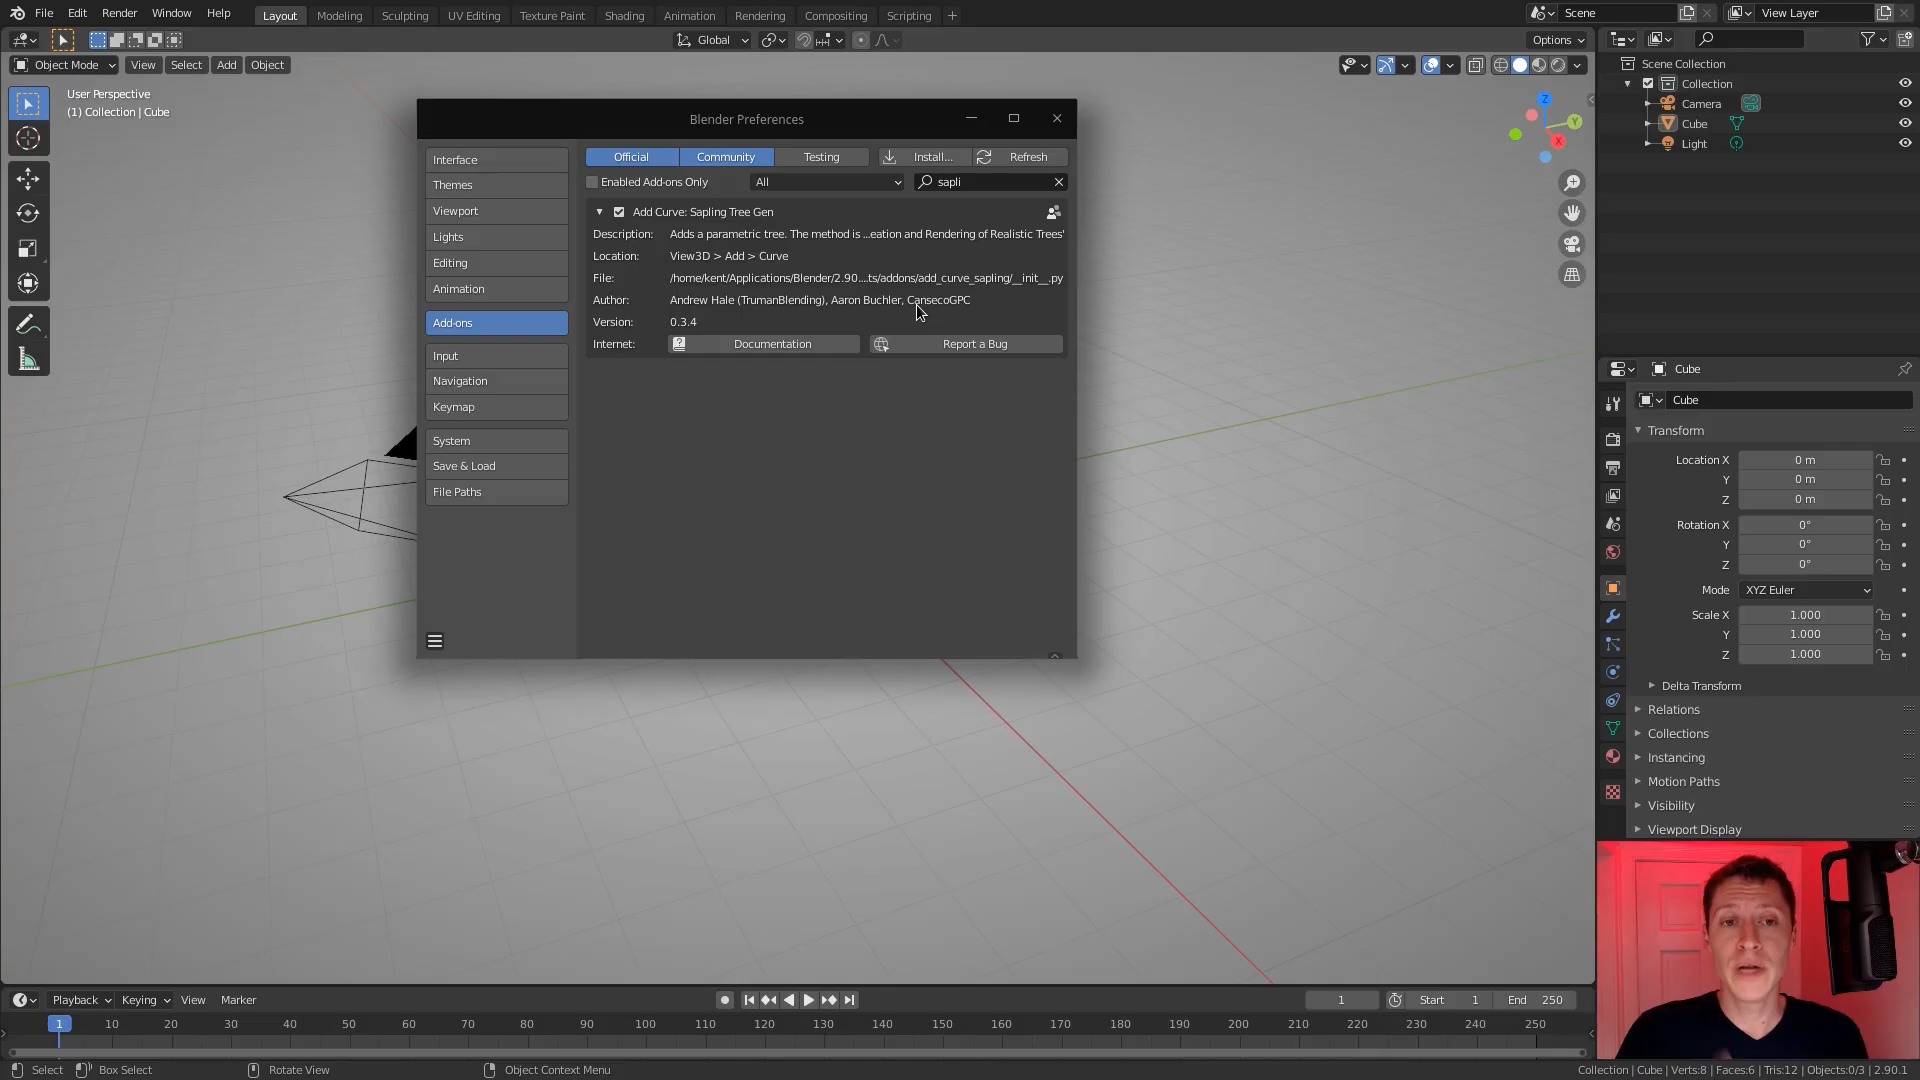 File Edit Render Window Help Layout Modeling Sculpting UV Editing Texture Paint Shading Animation Rendering Compositing Scripting + Scene View Layer
Global Options
Object Mode View Select Add Object
User Perspective
(1) Collection | Cube
Z
Y
X
Blender Preferences
Interface
Themes
Viewport
Lights
Editing
Animation
Add-ons
Input
Navigation
Keymap
System
Save & Load
File Paths
Official Community Testing Install... Refresh
Enabled Add-ons Only All sapli
Add Curve: Sapling Tree Gen
Description: Adds a parametric tree. The method is ...eation and Rendering of Realistic Trees'
Location: View3D > Add > Curve
File: /home/kent/Applications/Blender/2.90...ts/addons/add_curve_sapling/__init__.py
Author: Andrew Hale (TrumanBlending), Aaron Buchler, CansecoGPC
Version: 0.3.4
Internet: Documentation Report a Bug
Scene Collection
Collection
Camera
Cube
Light
Cube
Cube
Transform
Location X 0 m
Y 0 m
Z 0 m
Rotation X 0°
Y 0°
Z 0°
Mode XYZ Euler
Scale X 1.000
Y 1.000
Z 1.000
Delta Transform
Relations
Collections
Instancing
Motion Paths
Visibility
Viewport Display
Playback Keying View Marker 1 Start 1 End 250
1 10 20 30 40 50 60 70 80 90 100 110 120 130 140 150 160 170 180 190 200 210 220 230 240 250
Select Box Select Rotate View Object Context Menu Collection | Cube | Verts:8 | Faces:6 | Tris:12 | Objects:0/3 | 2.90.1